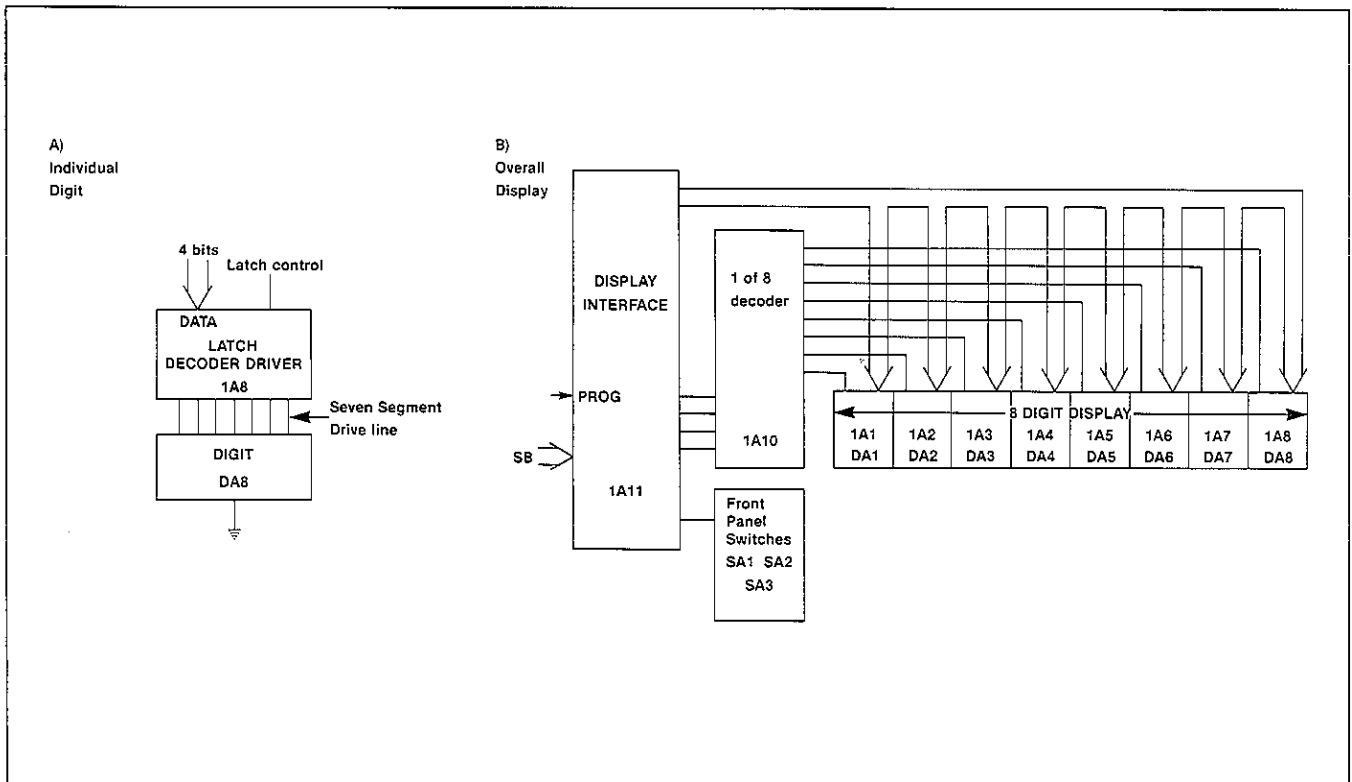 A)
Individual
Digit
4 bits
Latch control
DATA
LATCH
DECODER DRIVER
1A8
Seven Segment
Drive line
DIGIT
DA8
B)
Overall
Display
DISPLAY
INTERFACE
PROG
SB
1A11
1 of 8
decoder
1A10
Front
Panel
Switches
SA1 SA2
SA3
8 DIGIT DISPLAY
1A1 1A2 1A3 1A4 1A5 1A6 1A7 1A8
DA1 DA2 DA3 DA4 DA5 DA6 DA7 DA8